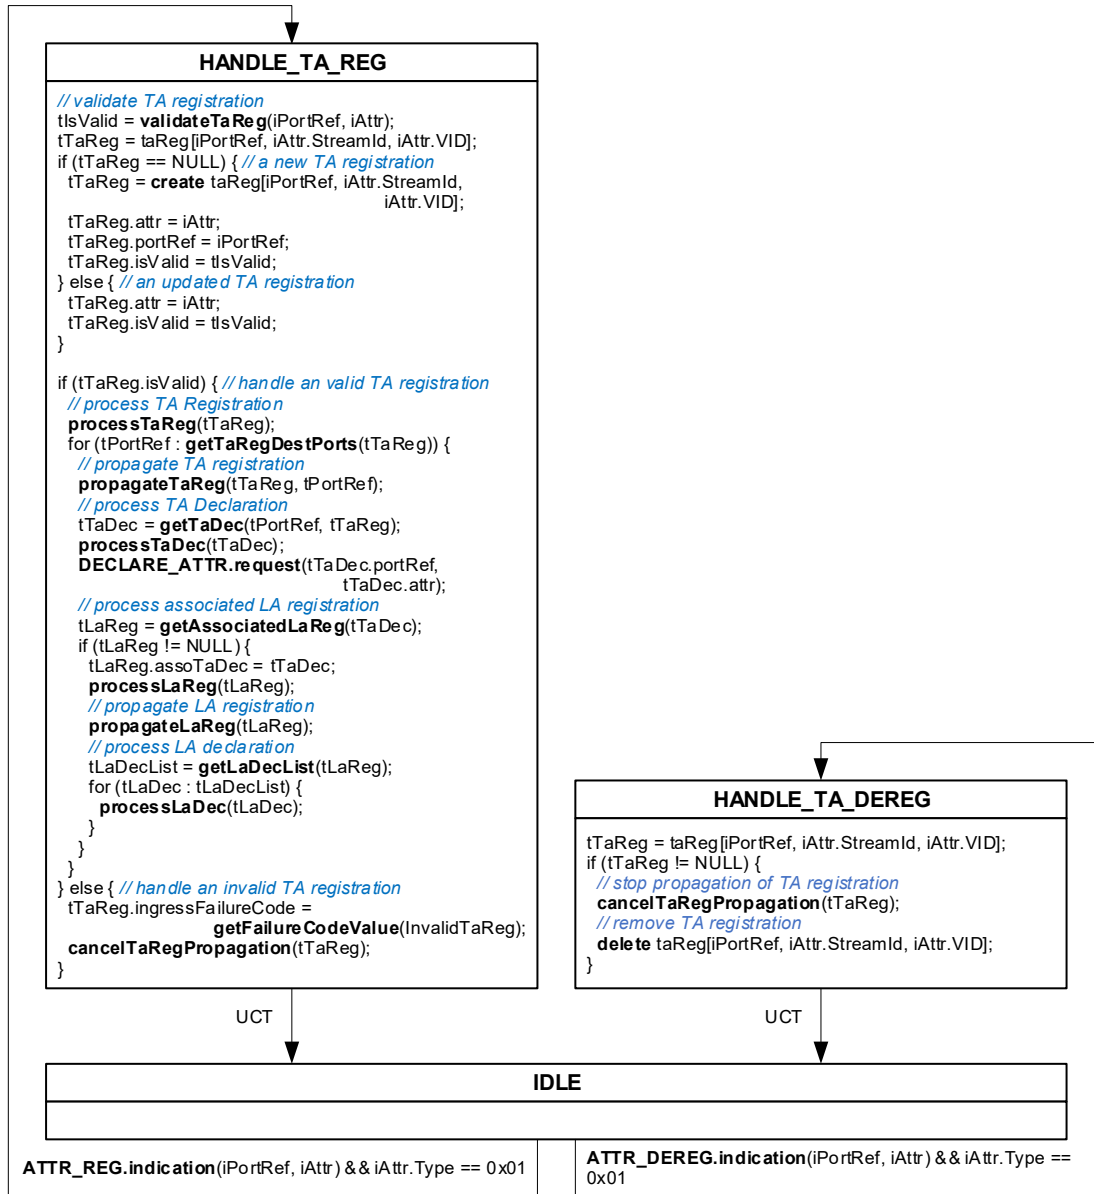 HANDLE_TA_REG
// validate TA registration
tIsValid = validateTaReg(iPortRef, iAttr);
tTaReg = taReg[iPortRef, iAttr.StreamId, iAttr.VID];
if (tTaReg == NULL) { // a new TA registration
tTaReg = create taReg[iPortRef, iAttr.StreamId,
iAttr.VID];
tTaReg.attr = iAttr;
tTaReg.portRef = iPortRef;
tTaReg.isValid = tIsValid;
} else { // an updated TA registration
tTaReg.attr = iAttr;
tTaReg.isValid = tIsValid;
}
if (tTaReg.isValid) { // handle an valid TA registration
// process TA Registration
processTaReg(tTaReg);
for (tPortRef : getTaRegDestPorts(tTaReg)) {
// propagate TA registration
propagateTaReg(tTaReg, tPortRef);
// process TA Declaration
tTaDec = getTaDec(tPortRef, tTaReg);
processTaDec(tTaDec);
DECLARE_ATTR.request(tTaDec.portRef,
tTaDec.attr);
// process associated LA registration
tLaReg = getAssociatedLaReg(tTaDec);
if (tLaReg != NULL) {
tLaReg.assoTaDec = tTaDec;
processLaReg(tLaReg);
// propagate LA registration
propagateLaReg(tLaReg);
// process LA declaration
tLaDecList = getLaDecList(tLaReg);
for (tLaDec : tLaDecList) {
processLaDec(tLaDec);
}
}
}
} else { // handle an invalid TA registration
tTaReg.ingressFailureCode =
getFailureCodeValue(InvalidTaReg);
cancelTaRegPropagation(tTaReg);
}
HANDLE_TA_DEREG
tTaReg = taReg[iPortRef, iAttr.StreamId, iAttr.VID];
if (tTaReg != NULL) {
// stop propagation of TA registration
cancelTaRegPropagation(tTaReg);
// remove TA registration
delete taReg[iPortRef, iAttr.StreamId, iAttr.VID];
}
UCT
UCT
IDLE
ATTR_REG.indication(iPortRef, iAttr) && iAttr.Type == 0x01
ATTR_DEREG.indication(iPortRef, iAttr) && iAttr.Type ==
0x01